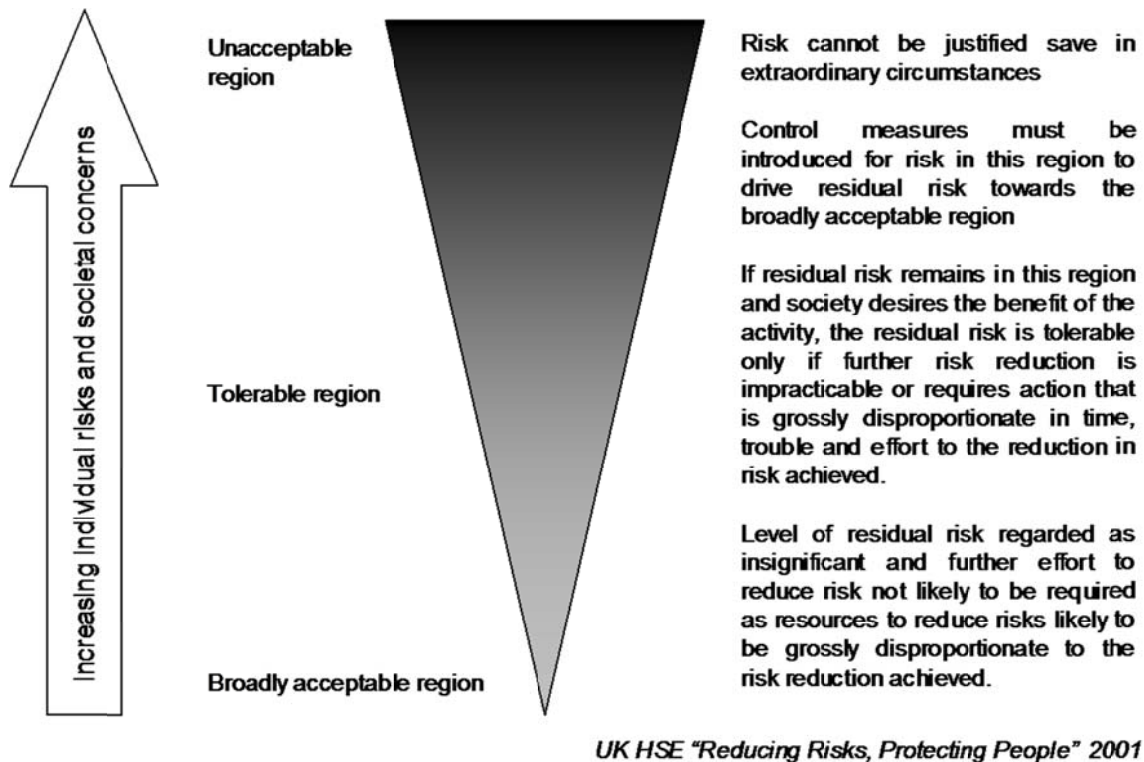 Increasing individual risks and societal concerns
Unacceptable
region
Tolerable region
Broadly acceptable region
Risk cannot be justified save in
extraordinary circumstances
Control measures must be
introduced for risk in this region to
drive residual risk towards the
broadly acceptable region
If residual risk remains in this region
and society desires the benefit of the
activity, the residual risk is tolerable
only if further risk reduction is
impracticable or requires action that
is grossly disproportionate in time,
trouble and effort to the reduction in
risk achieved.
Level of residual risk regarded as
insignificant and further effort to
reduce risk not likely to be required
as resources to reduce risks likely to
be grossly disproportionate to the
risk reduction achieved.
UK HSE "Reducing Risks, Protecting People" 2001